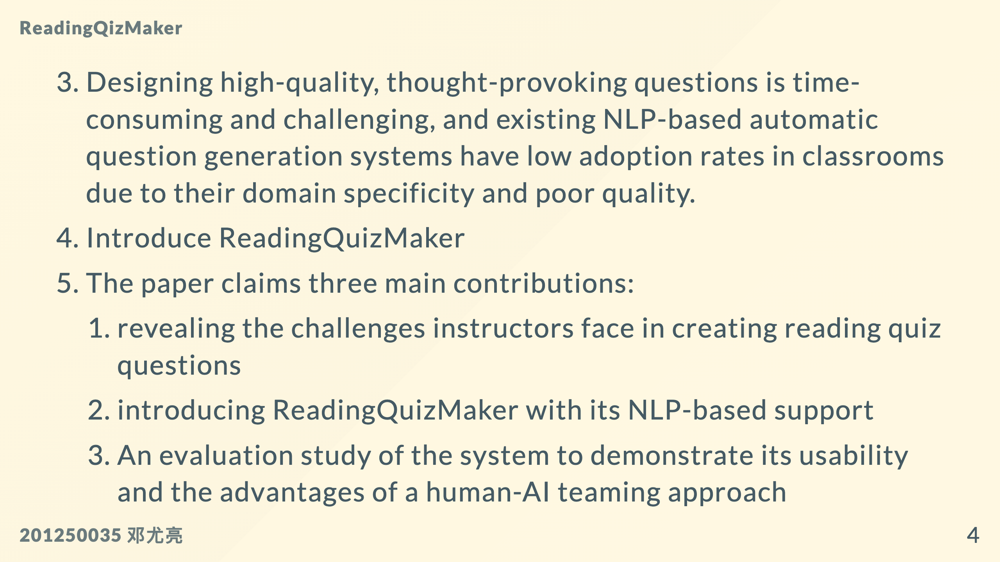 ReadingQizMaker
3. Designing high-quality, thought-provoking questions is time-
consuming and challenging, and existing NLP-based automatic
question generation systems have low adoption rates in classrooms
due to their domain specificity and poor quality.
4. Introduce ReadingQuizMaker
5. The paper claims three main contributions:
1. revealing the challenges instructors face in creating reading quiz
questions
2. introducing ReadingQuizMaker with its NLP-based support
3. An evaluation study of the system to demonstrate its usability
and the advantages of a human-AI teaming approach
201250035 邓尤亮
4